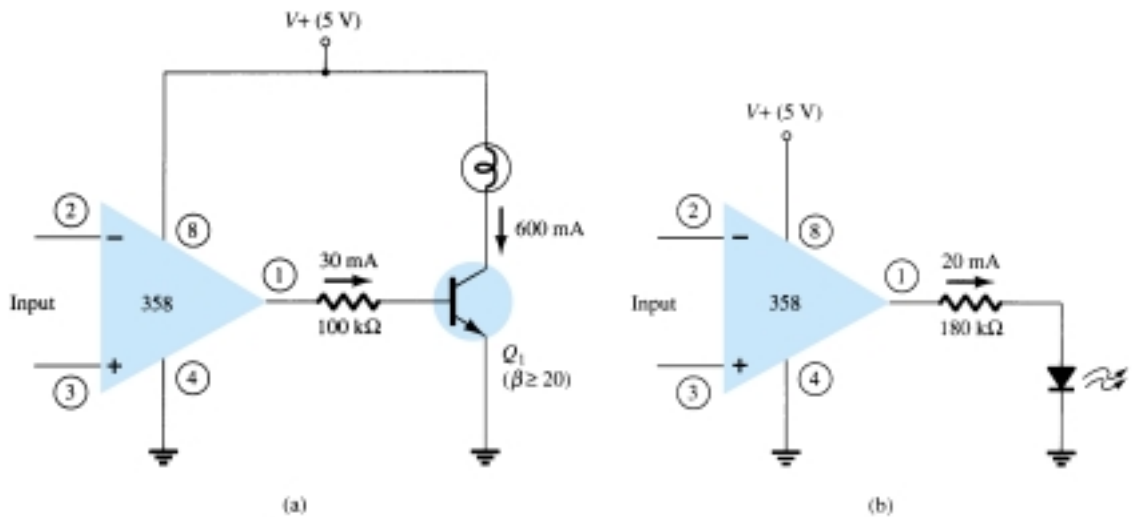 V+ (5 V)
2
−
8
600 mA
1
30 mA
Input
358
100 kΩ
+
3
4
Q1
(β ≥ 20)
(a)
V+ (5 V)
2
−
8
1
20 mA
Input
358
180 kΩ
+
3
4
(b)